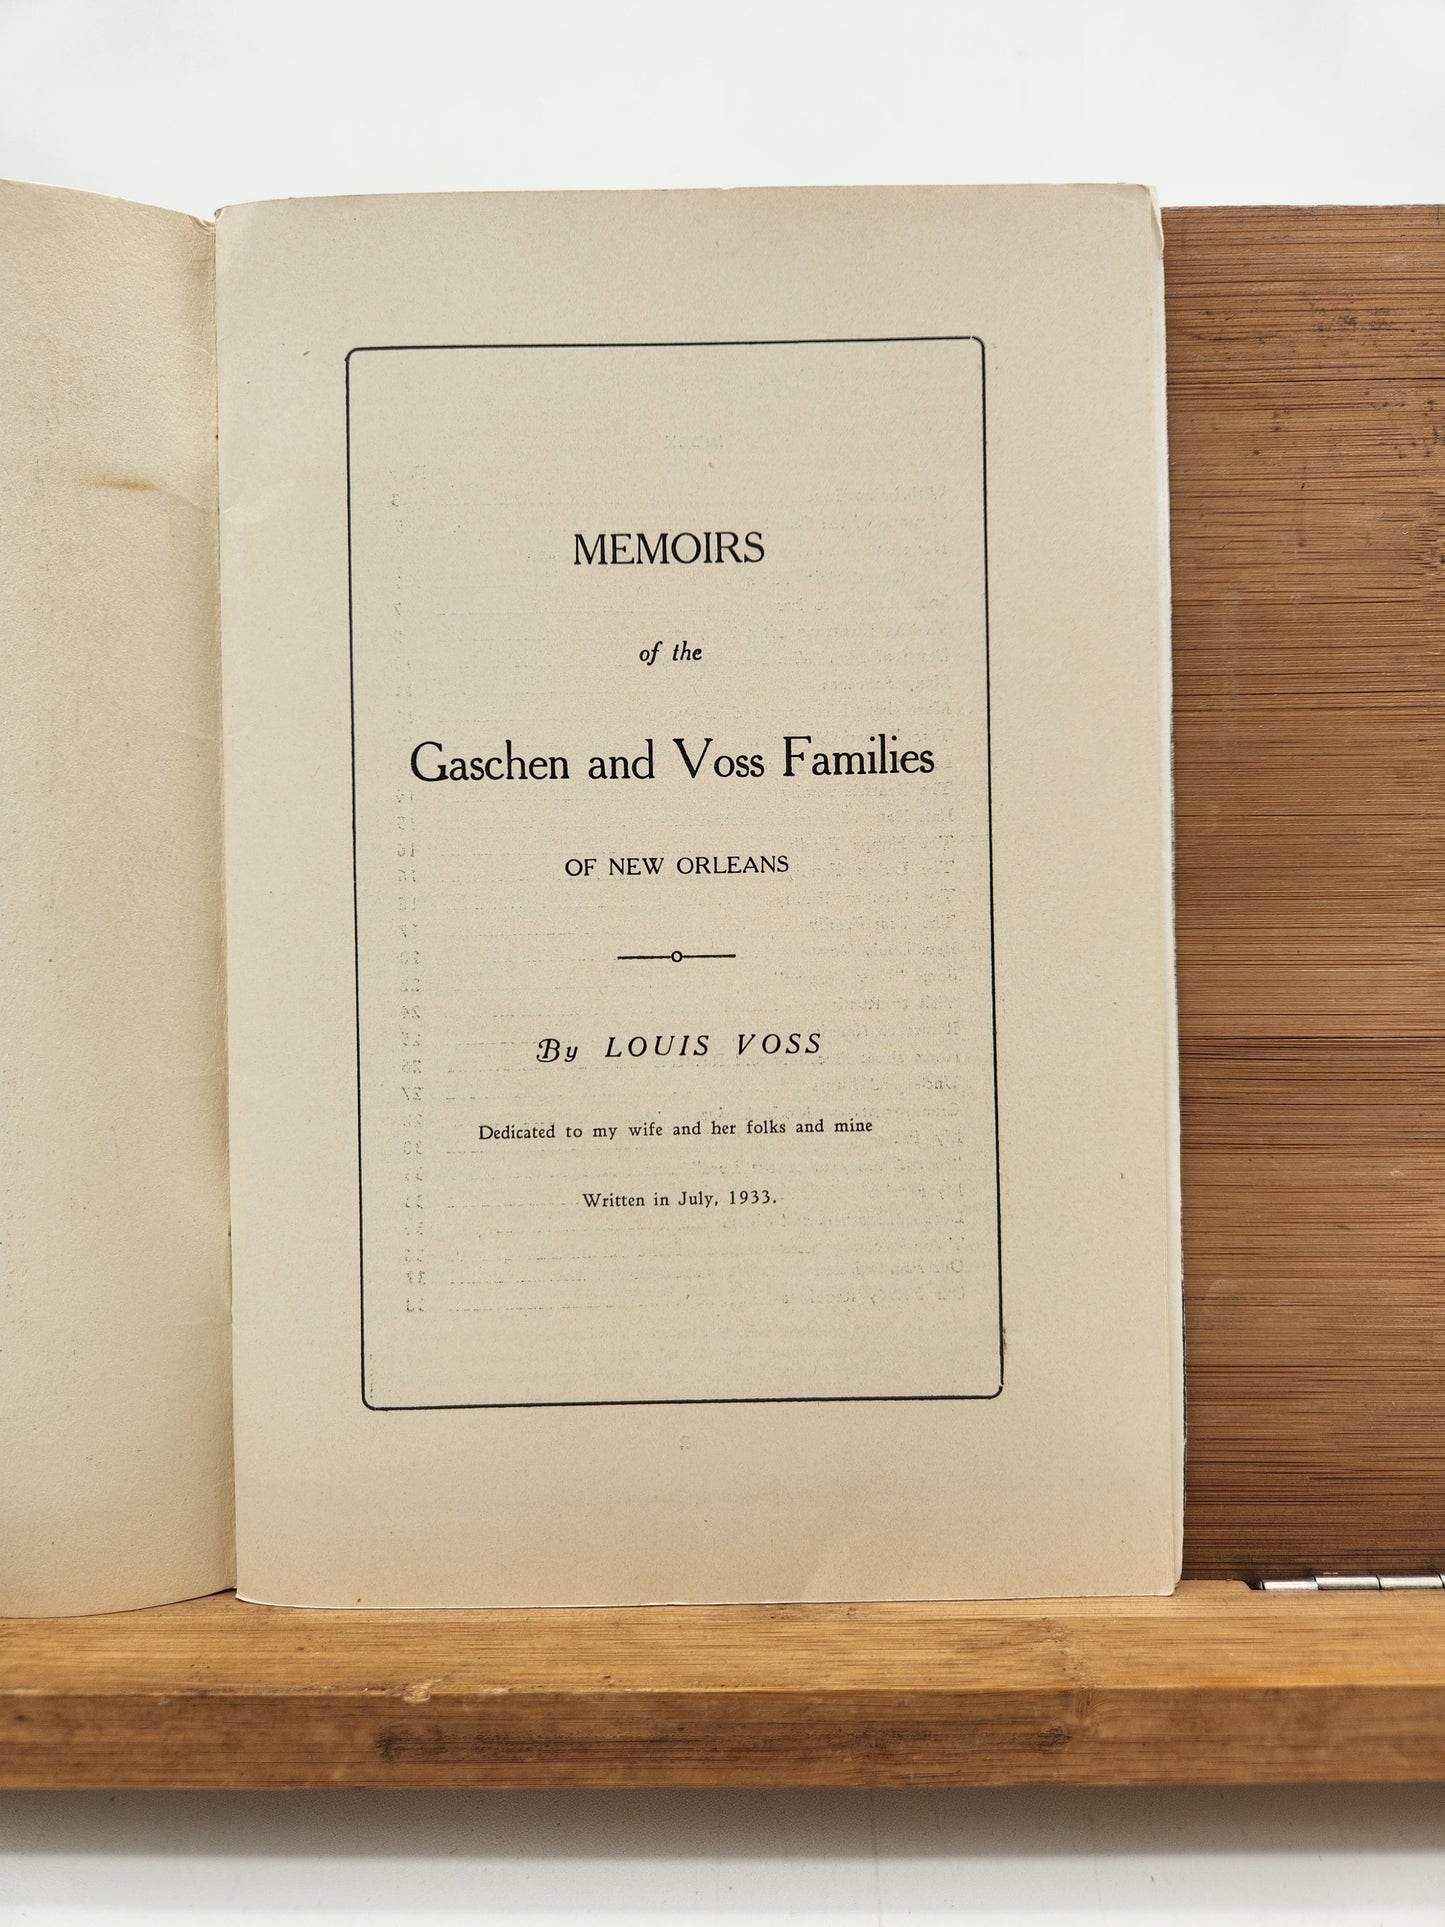 MEMOIRS
of the
Gaschen and Voss Families
OF NEW ORLEANS
By LOUIS VOSS
Dedicated to my wife and her folks and mine
Written in July, 1933.